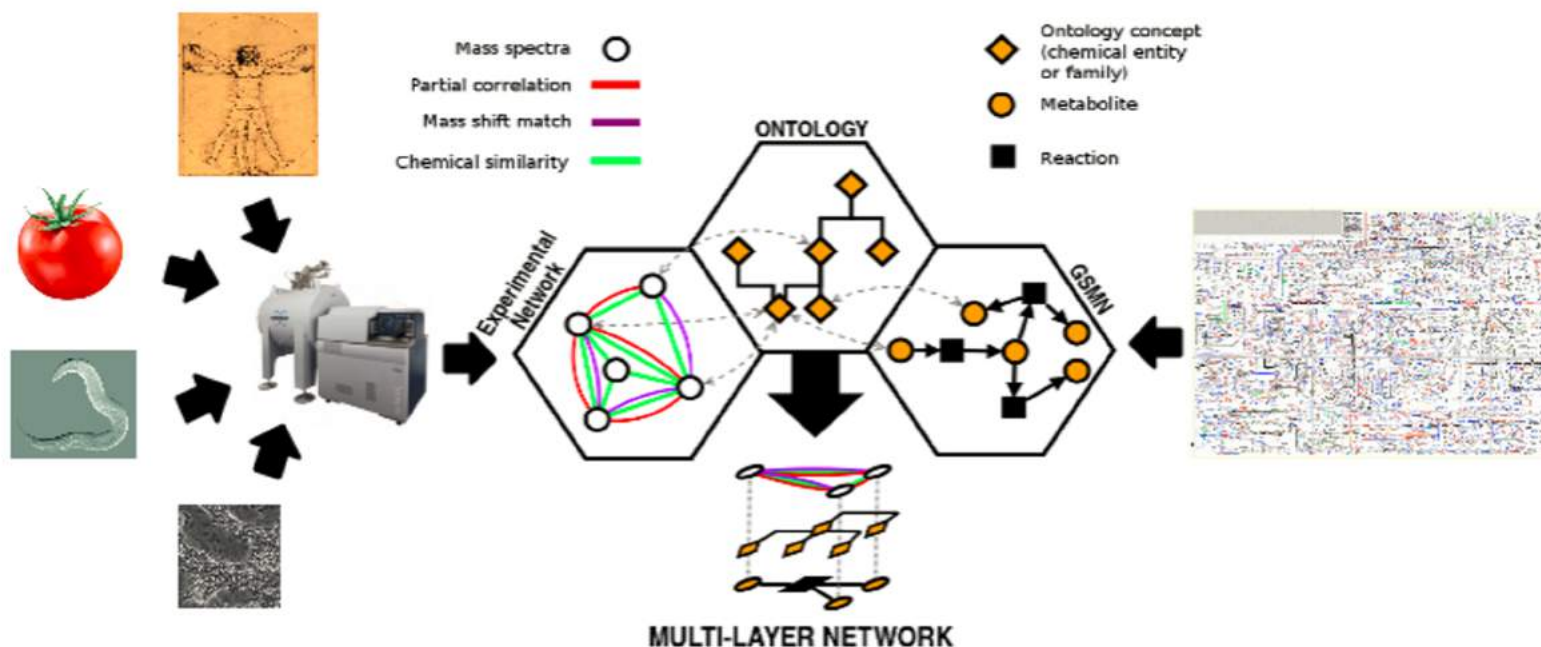 Mass spectra
Partial correlation
Mass shift match
Chemical similarity
Ontology concept
(chemical entity
or family)
Metabolite
Reaction
ONTOLOGY
Experimental
Network
GSMN
MULTI-LAYER NETWORK